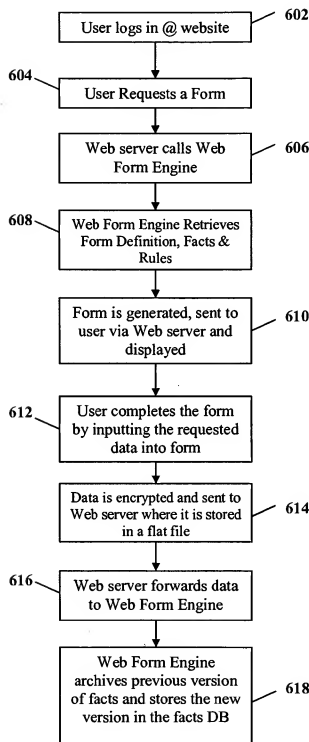 User logs in @ website
602
604
User Requests a Form
Web server calls Web
Form Engine
606
608
Web Form Engine Retrieves
Form Definition, Facts &
Rules
Form is generated, sent to
user via Web server and
displayed
610
612
User completes the form
by inputting the requested
data into form
Data is encrypted and sent to
Web server where it is stored
in a flat file
614
616
Web server forwards data
to Web Form Engine
Web Form Engine
archives previous version
of facts and stores the new
version in the facts DB
618